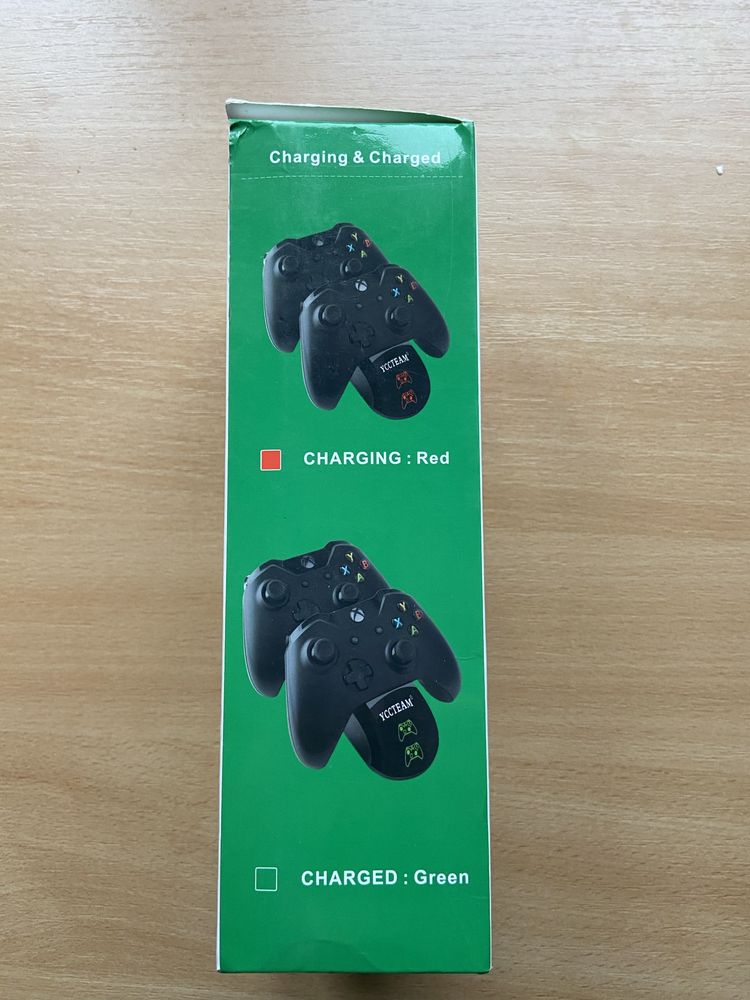 Charging & Charged
Y
X
B
A
Y
X
B
A
YCCTEAM
CHARGING : Red
Y
X
B
A
Y
X
B
A
YCCTEAM
CHARGED : Green